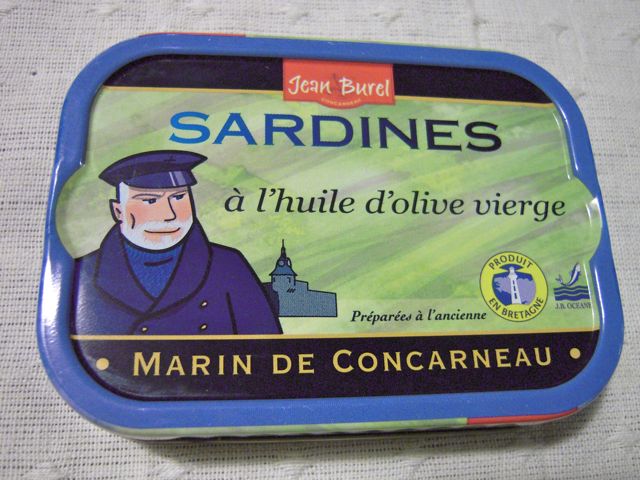 Jean Burel
CONCARNEAU
SARDINES
à l'huile d'olive vierge
PRODUIT
EN BRETAGNE
J.B. OCEANE
Préparées à l'ancienne
• MARIN DE CONCARNEAU •